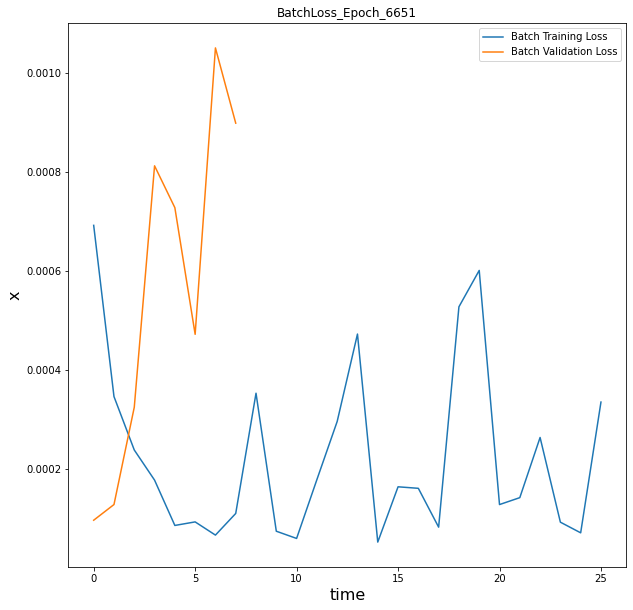 BatchLoss_Epoch_6651
Batch Training Loss
Batch Validation Loss
0.0010
0.0008
0.0006
0.0004
0.0002
x
0 5 10 15 20 25
time